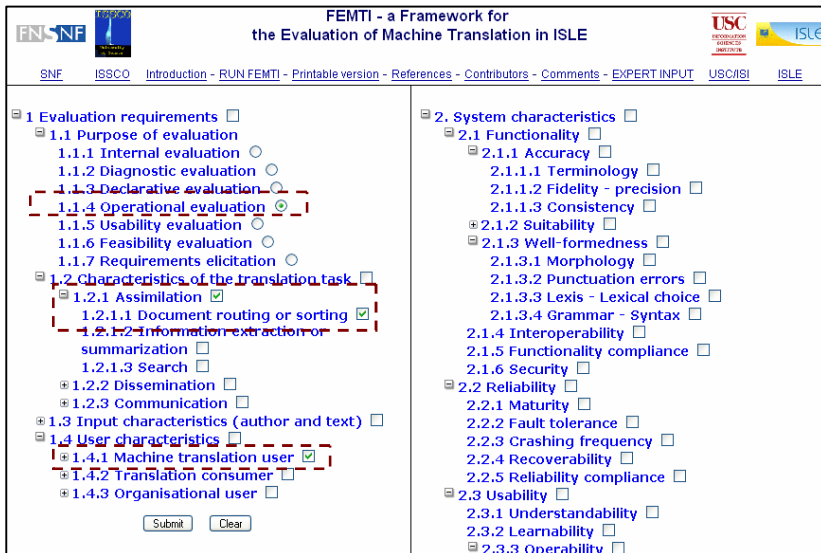 FEMTI - a Framework for
the Evaluation of Machine Translation in ISLE
FNSNF
USC
INFORMATION
SCIENCES
INSTITUTE
ISLE
SNF ISSCO Introduction - RUN FEMTI - Printable version - References - Contributors - Comments - EXPERT INPUT USC/ISI ISLE
1 Evaluation requirements
1.1 Purpose of evaluation
1.1.1 Internal evaluation
1.1.2 Diagnostic evaluation
1.1.3 Declarative evaluation
1.1.4 Operational evaluation
1.1.5 Usability evaluation
1.1.6 Feasibility evaluation
1.1.7 Requirements elicitation
1.2 Characteristics of the translation task
1.2.1 Assimilation
1.2.1.1 Document routing or sorting
1.2.1.2 Information extraction or
summarization
1.2.1.3 Search
1.2.2 Dissemination
1.2.3 Communication
1.3 Input characteristics (author and text)
1.4 User characteristics
1.4.1 Machine translation user
1.4.2 Translation consumer
1.4.3 Organisational user
Submit Clear
2. System characteristics
2.1 Functionality
2.1.1 Accuracy
2.1.1.1 Terminology
2.1.1.2 Fidelity - precision
2.1.1.3 Consistency
2.1.2 Suitability
2.1.3 Well-formedness
2.1.3.1 Morphology
2.1.3.2 Punctuation errors
2.1.3.3 Lexis - Lexical choice
2.1.3.4 Grammar - Syntax
2.1.4 Interoperability
2.1.5 Functionality compliance
2.1.6 Security
2.2 Reliability
2.2.1 Maturity
2.2.2 Fault tolerance
2.2.3 Crashing frequency
2.2.4 Recoverability
2.2.5 Reliability compliance
2.3 Usability
2.3.1 Understandability
2.3.2 Learnability
2.3.3 Operability